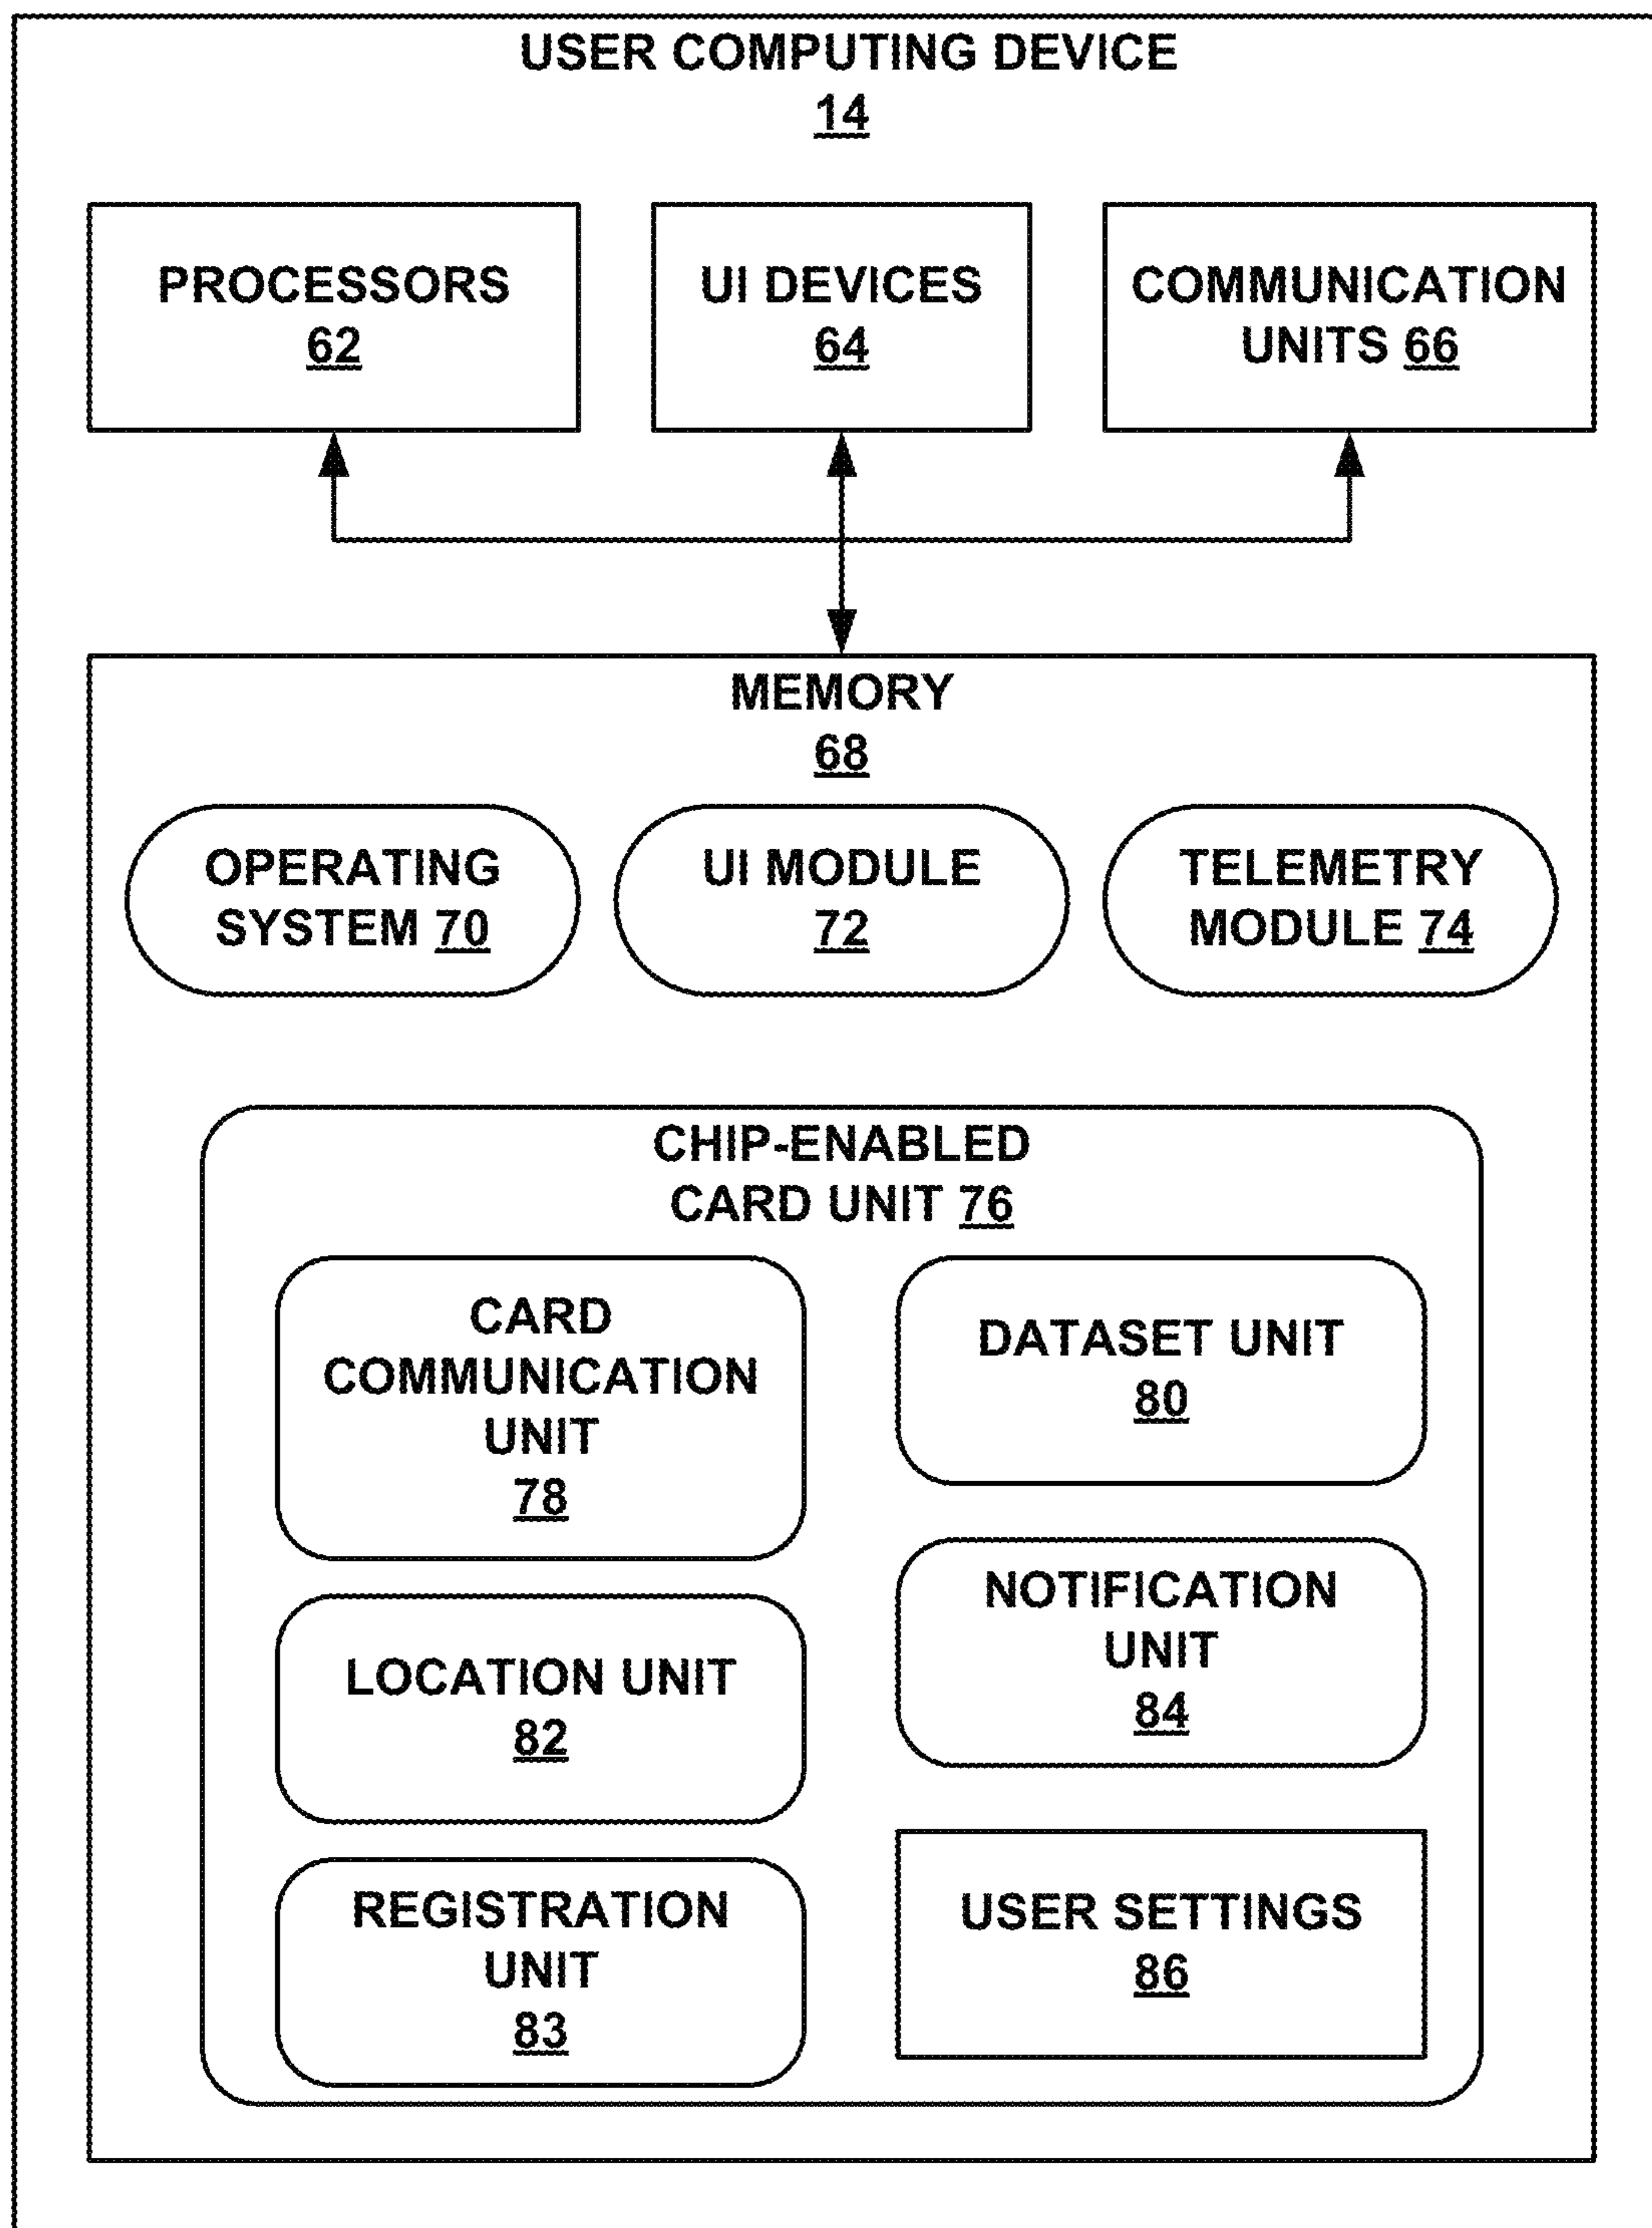 USER COMPUTING DEVICE
14
PROCESSORS
62
UI DEVICES
64
COMMUNICATION
UNITS 66
MEMORY
68
OPERATING
SYSTEM 70
UI MODULE
72
TELEMETRY
MODULE 74
CHIP-ENABLED
CARD UNIT 76
CARD
COMMUNICATION
UNIT
78
DATASET UNIT
80
LOCATION UNIT
82
NOTIFICATION
UNIT
84
REGISTRATION
UNIT
83
USER SETTINGS
86